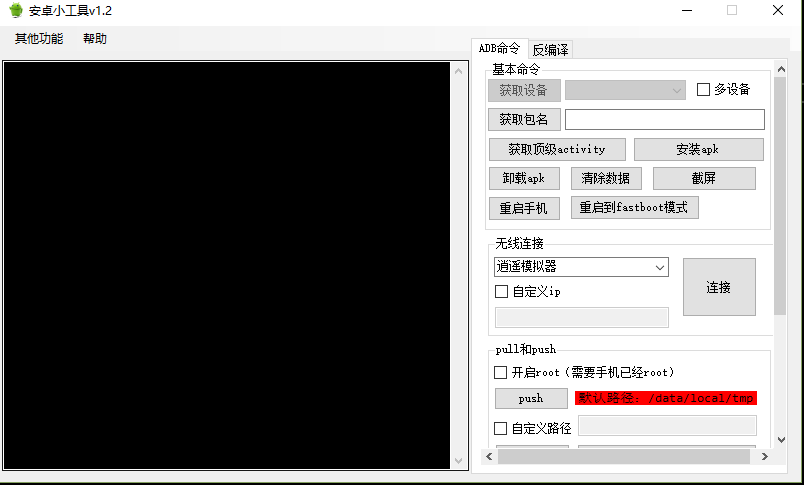 安卓小工具v1.2
其他功能 帮助
ADB命令 反编译
基本命令
获取设备 多设备
获取包名
获取顶级activity 安装apk
卸载apk 清除数据 截屏
重启手机 重启到fastboot模式
无线连接
逍遥模拟器
连接
自定义ip
pull和push
开启root（需要手机已经root）
push 默认路径：/data/local/tmp
自定义路径